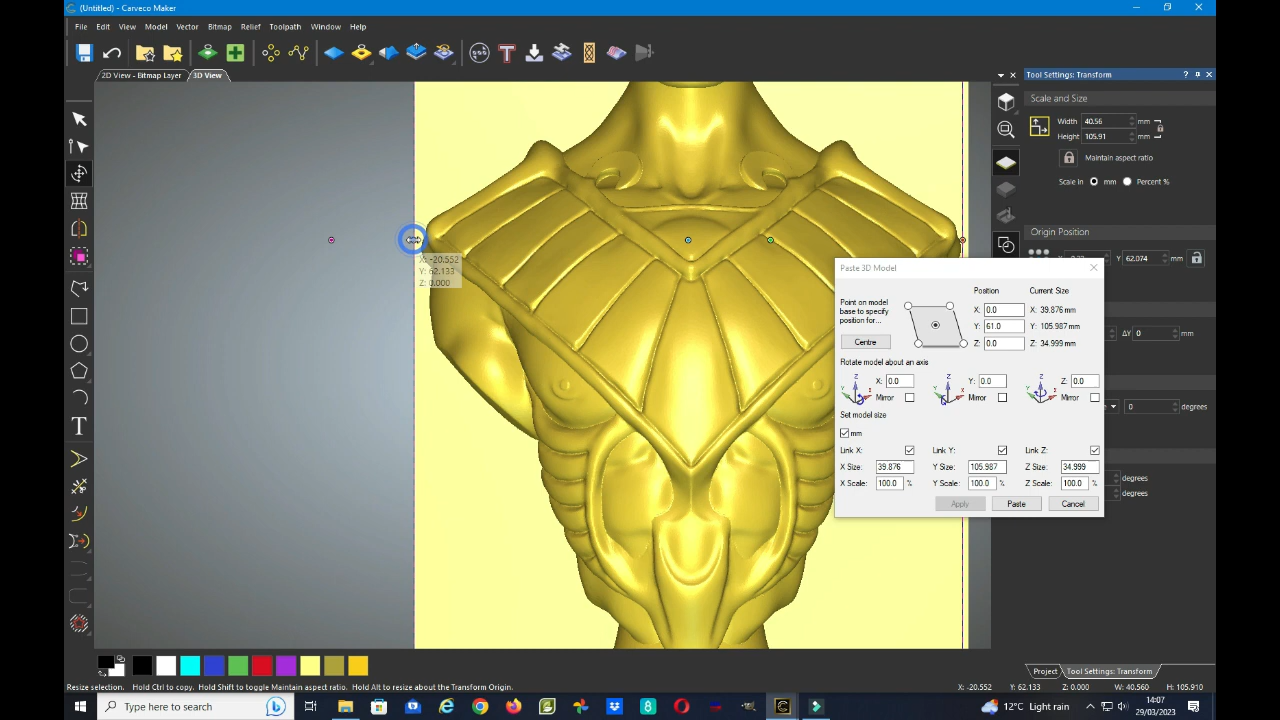 (Untitled) - Carveco Maker
File Edit View Model Vector Bitmap Relief Toolpath Window Help
2D View - Bitmap Layer 3D View
Tool Settings: Transform
Scale and Size
Width 40.56 mm
Height 105.91 mm
Maintain aspect ratio
Scale in mm Percent %
Origin Position
Y 62.074 mm
X: -20.552
Y: 62.133
Z: 0.000
Paste 3D Model
Point on model base to specify position for...
Centre
Position
X: 0.0
Y: 61.0
Z: 0.0
Current Size
X: 39.876 mm
Y: 105.987 mm
Z: 34.999 mm
Rotate model about an axis
X: 0.0 Y: 0.0 Z: 0.0
Mirror Mirror Mirror
Set model size
mm
Link X: Link Y: Link Z:
X Size: 39.876 Y Size: 105.987 Z Size: 34.999
X Scale: 100.0 % Y Scale: 100.0 % Z Scale: 100.0 %
Apply Paste Cancel
ΔY 0 mm
0 degrees
degrees
degrees
Project Tool Settings: Transform
Resize selection. Hold Ctrl to copy. Hold Shift to toggle Maintain aspect ratio. Hold Alt to resize about the Transform Origin.
X: -20.552 Y: 62.133 Z: 0.000 W: 40.560 H: 105.910
Type here to search
12°C Light rain
14:07
29/03/2023